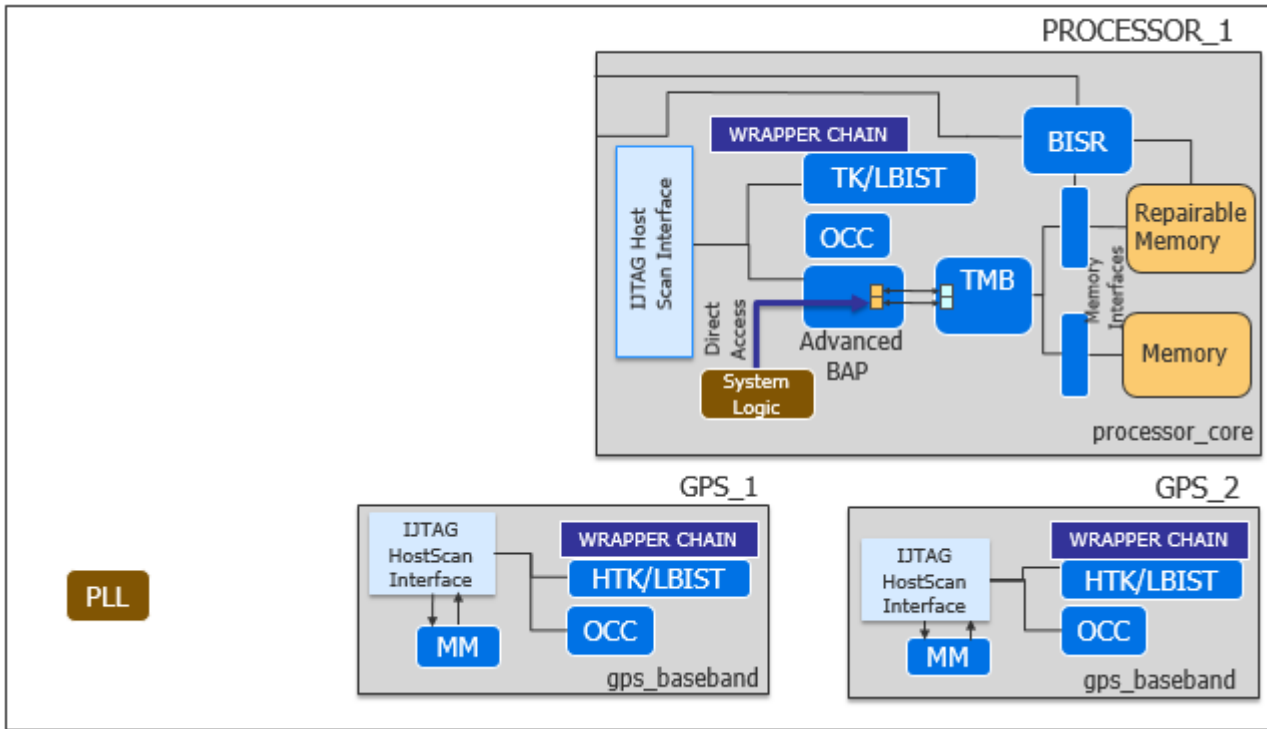 PROCESSOR_1
WRAPPER CHAIN
BISR
TK/LBIST
IJTAG Host
Scan Interface
OCC
Repairable
Memory
TMB
Memory
Interfaces
Direct
Access
Advanced
BAP
Memory
System
Logic
processor_core
GPS_1
IJTAG
HostScan
Interface
WRAPPER CHAIN
HTK/LBIST
OCC
MM
gps_baseband
GPS_2
IJTAG
HostScan
Interface
WRAPPER CHAIN
HTK/LBIST
OCC
MM
gps_baseband
PLL